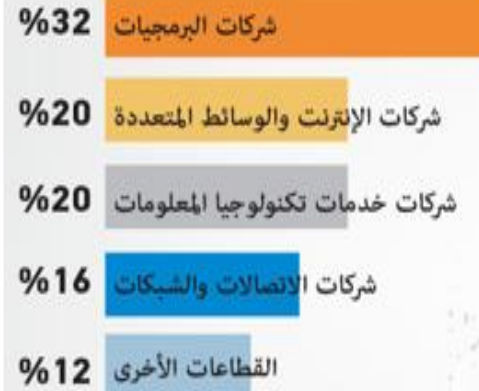 %32 شركات البرمجيات
%20 شركات الإنترنت والوسائط المتعددة
%20 شركات خدمات تكنولوجيا المعلومات
%16 شركات الاتصالات والشبكات
%12 القطاعات الأخرى